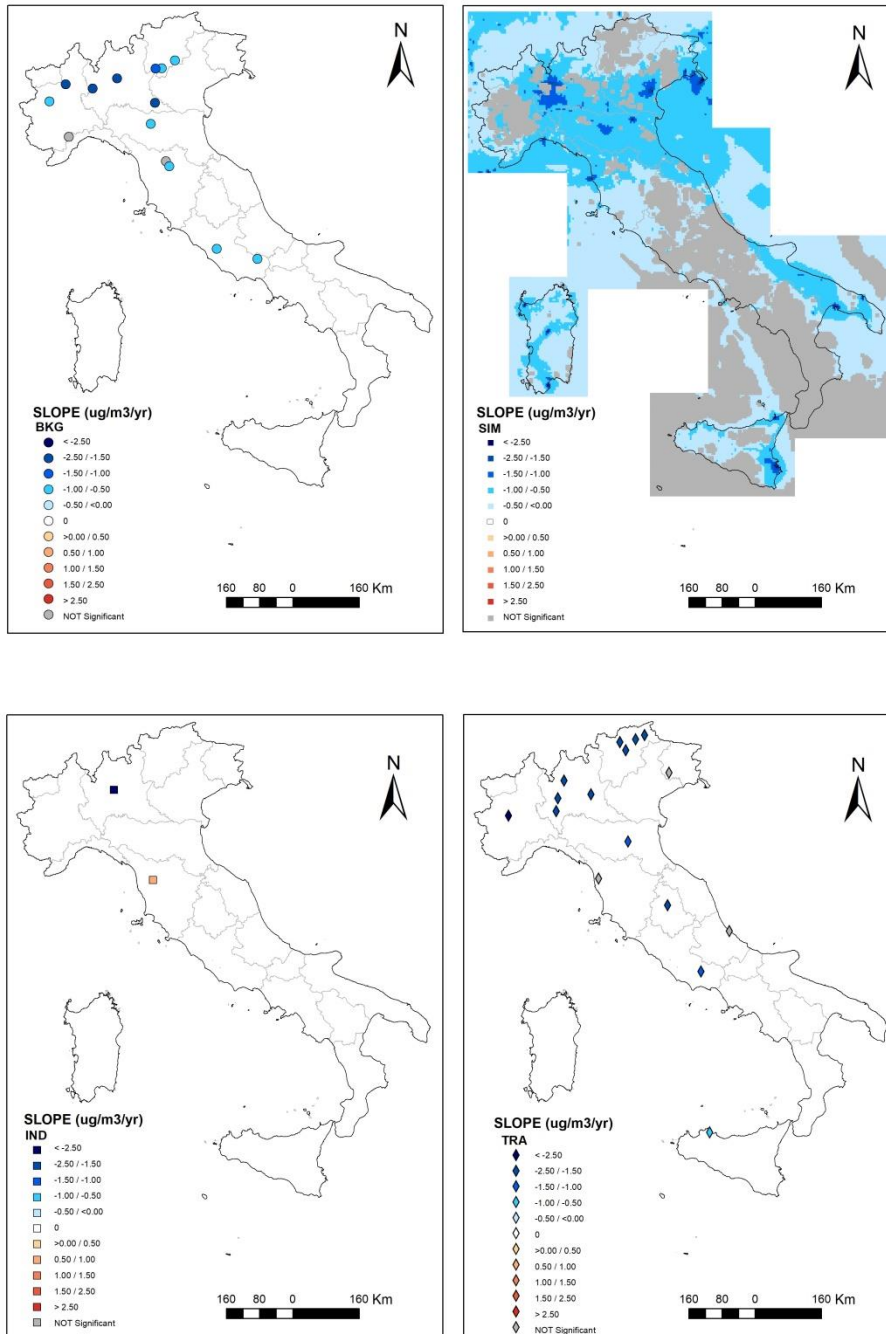 N
SLOPE (ug/m3/yr)
BKG
< -2.50
-2.50 / -1.50
-1.50 / -1.00
-1.00 / -0.50
-0.50 / <0.00
0
>0.00 / 0.50
0.50 / 1.00
1.00 / 1.50
1.50 / 2.50
> 2.50
NOT Significant
160 80 0 160 Km
N
SLOPE (ug/m3/yr)
SIM
< -2.50
-2.50 / -1.50
-1.50 / -1.00
-1.00 / -0.50
-0.50 / <0.00
0
>0.00 / 0.50
0.50 / 1.00
1.00 / 1.50
1.50 / 2.50
> 2.50
NOT Significant
160 80 0 160 Km
N
SLOPE (ug/m3/yr)
IND
< -2.50
-2.50 / -1.50
-1.50 / -1.00
-1.00 / -0.50
-0.50 / <0.00
0
>0.00 / 0.50
0.50 / 1.00
1.00 / 1.50
1.50 / 2.50
> 2.50
NOT Significant
160 80 0 160 Km
N
SLOPE (ug/m3/yr)
TRA
< -2.50
-2.50 / -1.50
-1.50 / -1.00
-1.00 / -0.50
-0.50 / <0.00
0
>0.00 / 0.50
0.50 / 1.00
1.00 / 1.50
1.50 / 2.50
> 2.50
NOT Significant
160 80 0 160 Km